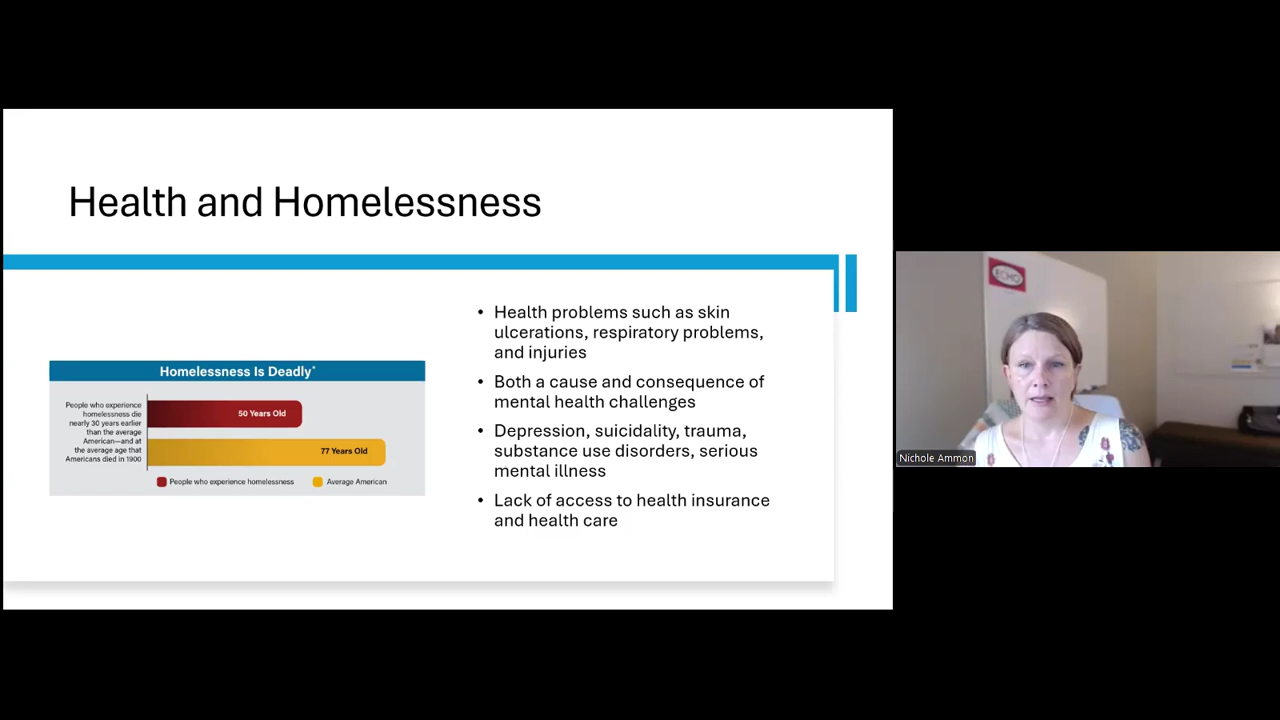 Health and Homelessness
Homelessness Is Deadly*
People who experience
homelessness die
nearly 30 years earlier
than the average
American—and at
the average age that
Americans died in 1900
50 Years Old
77 Years Old
People who experience homelessness
Average American
• Health problems such as skin
ulcerations, respiratory problems,
and injuries
• Both a cause and consequence of
mental health challenges
• Depression, suicidality, trauma,
substance use disorders, serious
mental illness
• Lack of access to health insurance
and health care
ECHO
Nichole Ammon